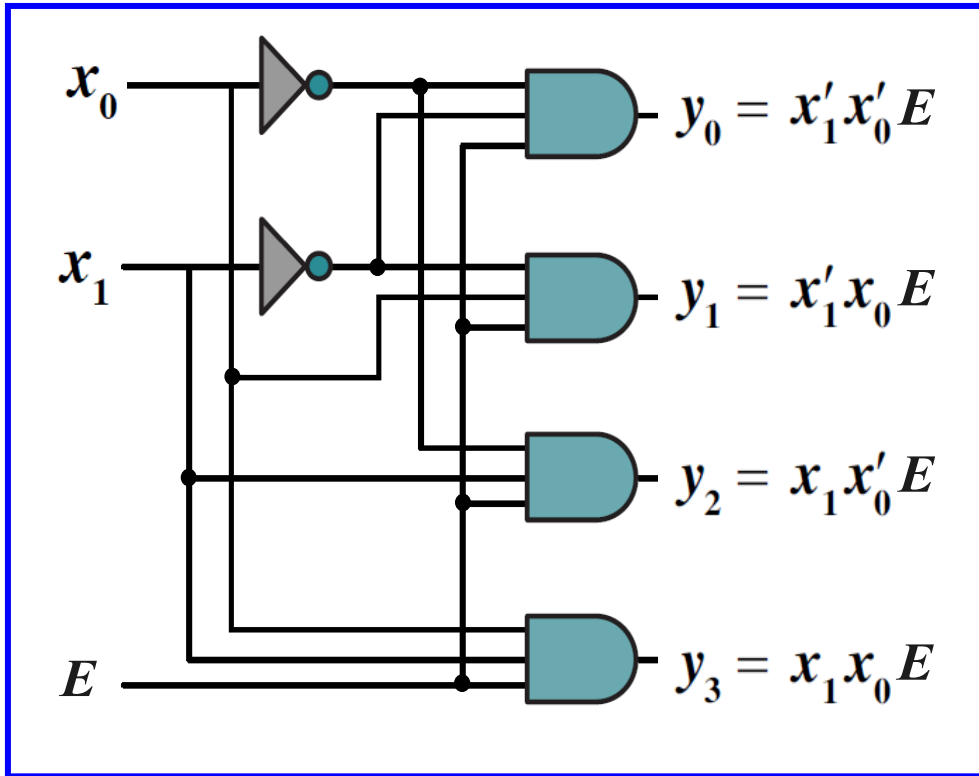 x₀
y₀ = x₁′x₀′E
x₁
y₁ = x₁′x₀E
y₂ = x₁x₀′E
E
y₃ = x₁x₀E